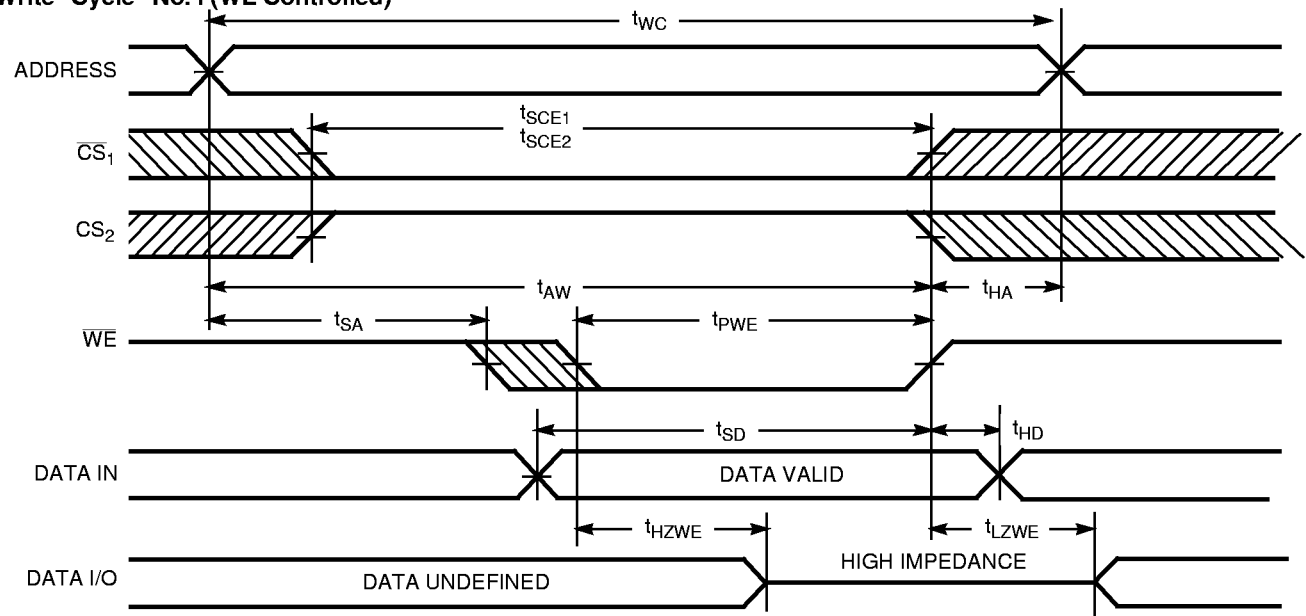 Write Cycle No.1 (WE Controlled)
tWC
ADDRESS
tSCE1
tSCE2
CS1
CS2
tAW
tHA
tSA
tPWE
WE
tSD
tHD
DATA IN
DATA VALID
tHZWE
tLZWE
HIGH IMPEDANCE
DATA I/O
DATA UNDEFINED